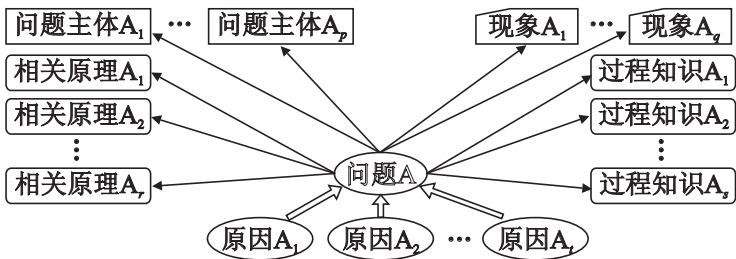 问题主体A₁ ··· 问题主体Aₚ 现象A₁ ··· 现象A_q
相关原理A₁ 过程知识A₁
相关原理A₂ 过程知识A₂
⋮ ⋮
相关原理Aᵣ 问题A 过程知识Aₛ
原因A₁ 原因A₂ ··· 原因Aₜ